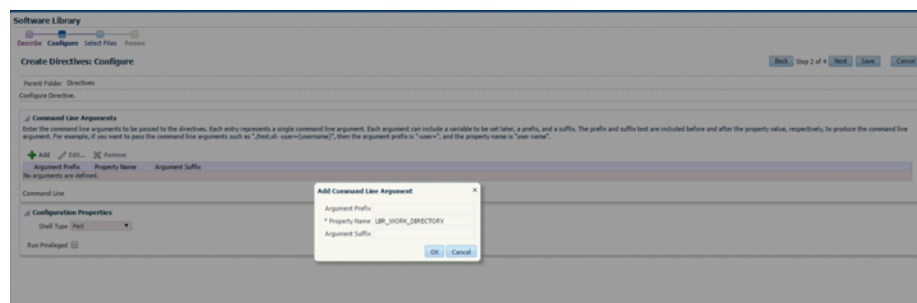 Software Library
Describe Configure Select Files Review
Create Directives: Configure
Back Step 2 of 4 Next Save Cancel
Parent Folder Directives
Configure Directive.
Command Line Arguments
Enter the command line arguments to be passed to the directives. Each entry represents a single command line argument. Each argument can include a variable to be set later, a prefix, and a suffix. The prefix and suffix text are included before and after the property value, respectively, to produce the command line
argument. For example, if you want to pass the command line arguments such as "./test.sh -user={username}", then the argument prefix is "-user=", and the property name is "user name".
Add Edit... Remove
Argument Prefix Property Name Argument Suffix
No arguments are defined.
Command Line
Add Command Line Argument
Argument Prefix
* Property Name LBR_WORK_DIRECTORY
Argument Suffix
OK Cancel
Configuration Properties
Shell Type Perl
Run Privileged